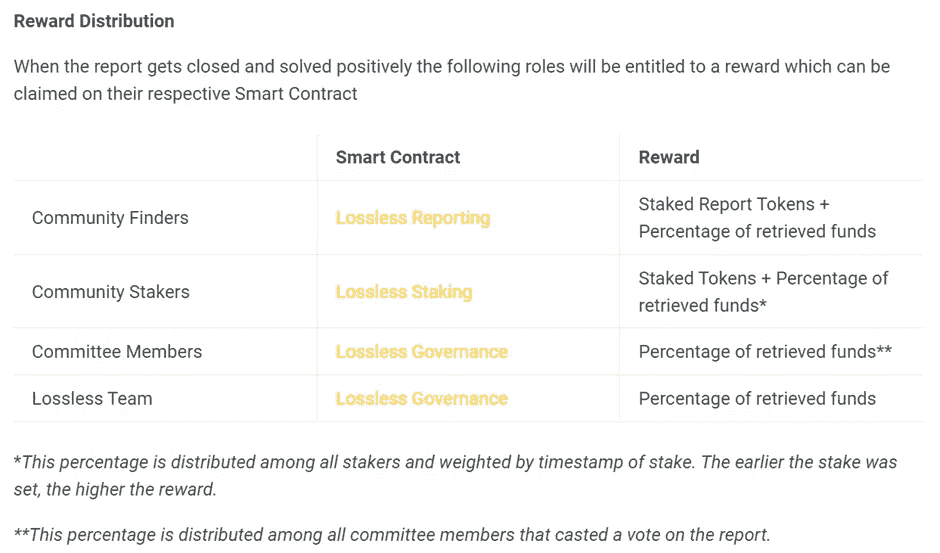 Reward Distribution
When the report gets closed and solved positively the following roles will be entitled to a reward which can be
claimed on their respective Smart Contract
Smart Contract Reward
Community Finders Lossless Reporting Staked Report Tokens +
Percentage of retrieved funds
Community Stakers Lossless Staking Staked Tokens + Percentage of
retrieved funds*
Committee Members Lossless Governance Percentage of retrieved funds**
Lossless Team Lossless Governance Percentage of retrieved funds
*This percentage is distributed among all stakers and weighted by timestamp of stake. The earlier the stake was
set, the higher the reward.
**This percentage is distributed among all committee members that casted a vote on the report.